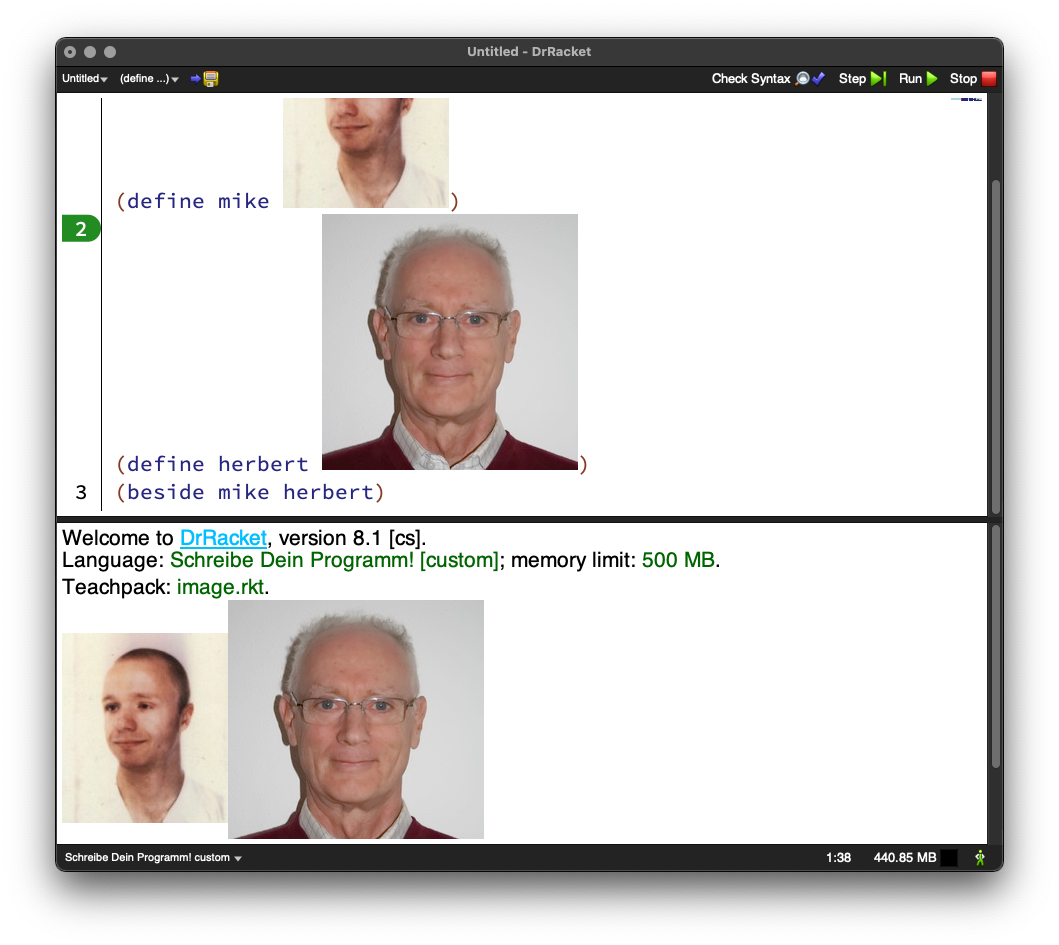 Untitled - DrRacket
Untitled (define ...) Check Syntax Step Run Stop
(define mike )
2
(define herbert )
3 (beside mike herbert)
Welcome to DrRacket, version 8.1 [cs].
Language: Schreibe Dein Programm! [custom]; memory limit: 500 MB.
Teachpack: image.rkt.
Schreibe Dein Programm! custom 1:38 440.85 MB